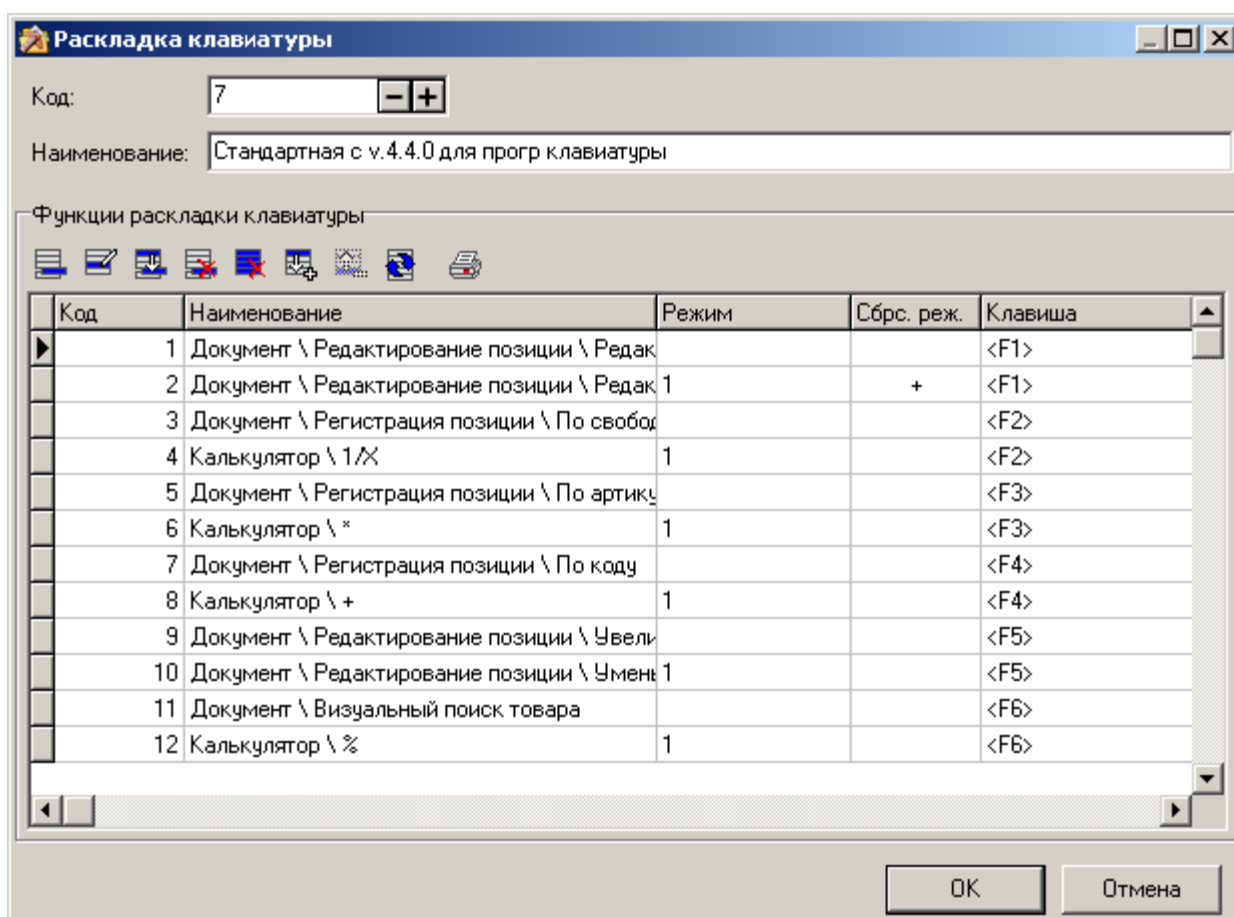 Раскладка клавиатуры
Код: 7
Наименование: Стандартная с v.4.4.0 для прогр клавиатуры
Функции раскладки клавиатуры
Код Наименование Режим Сбрс. реж. Клавиша
1 Документ \ Редактирование позиции \ Редак <F1>
2 Документ \ Редактирование позиции \ Редак 1 + <F1>
3 Документ \ Регистрация позиции \ По свобод <F2>
4 Калькулятор \ 1/X 1 <F2>
5 Документ \ Регистрация позиции \ По артику <F3>
6 Калькулятор \ * 1 <F3>
7 Документ \ Регистрация позиции \ По коду <F4>
8 Калькулятор \ + 1 <F4>
9 Документ \ Редактирование позиции \ Увели <F5>
10 Документ \ Редактирование позиции \ Умень 1 <F5>
11 Документ \ Визуальный поиск товара <F6>
12 Калькулятор \ % 1 <F6>
OK Отмена